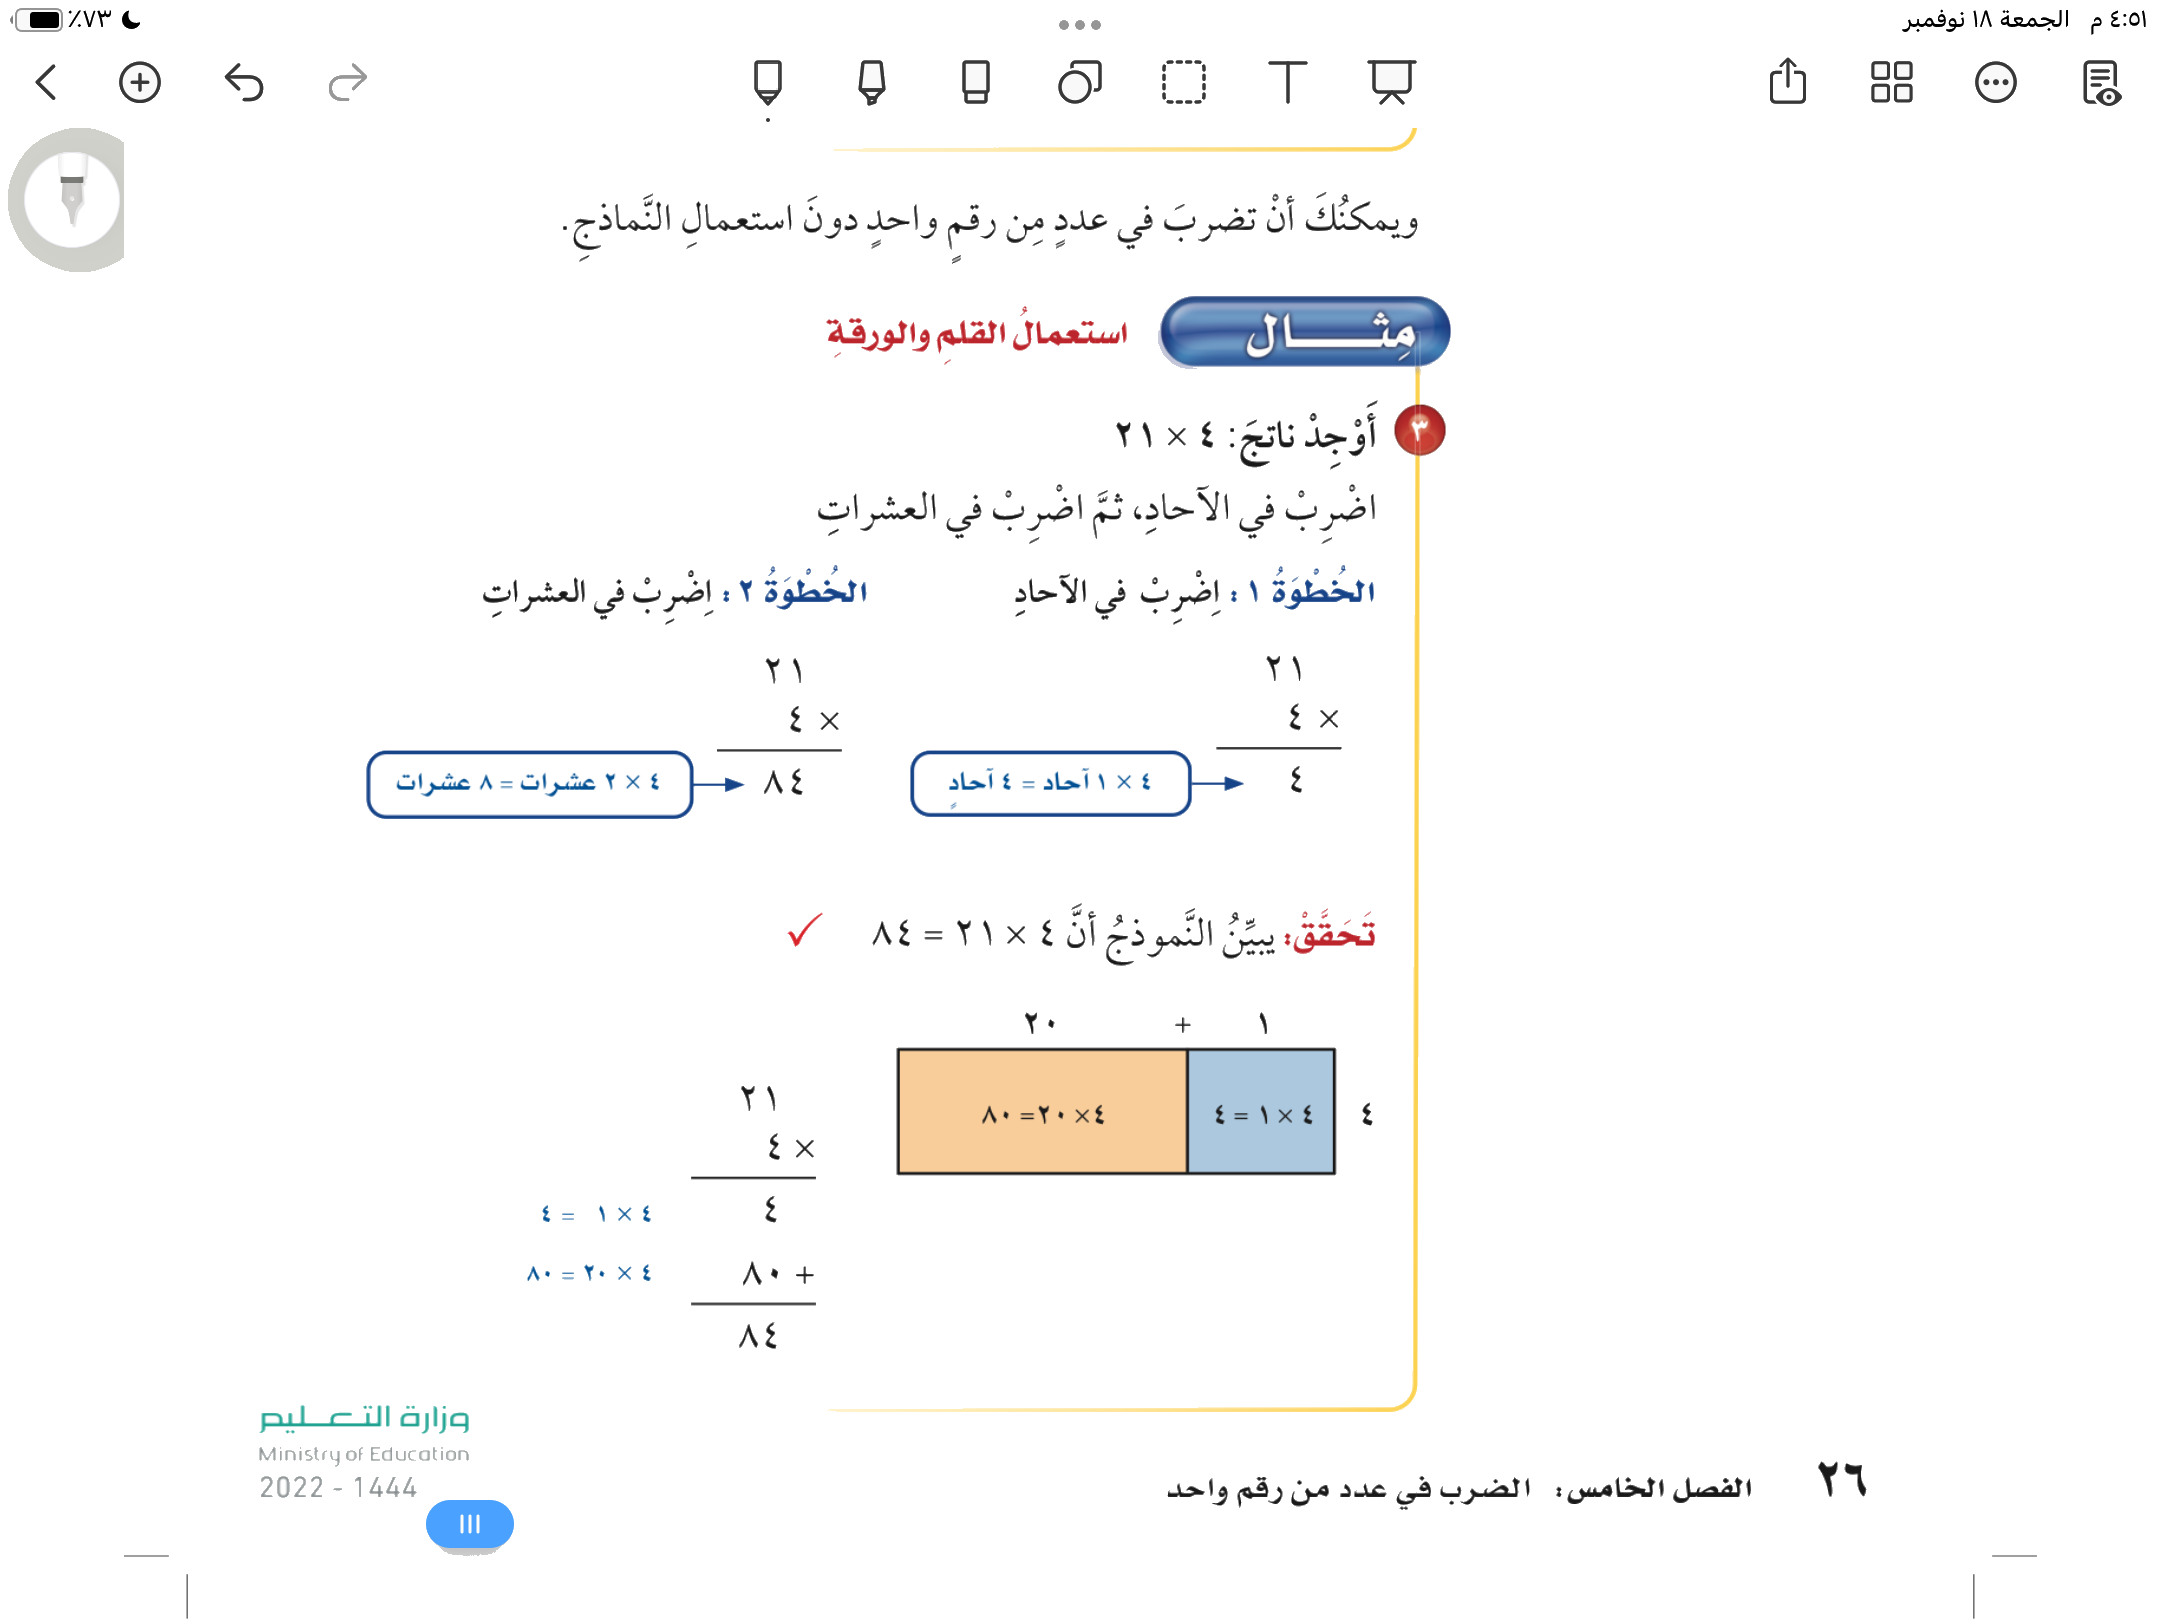 ٤:٥١ م الجمعة ١٨ نوفمبر
٪٧٣
ويمكنُكَ أنْ تضربَ في عددٍ مِن رقمٍ واحدٍ دونَ استعمالِ النَّماذجِ.
مِثـــــال استعمالُ القلمِ والورقةِ
٣ أَوْجِدْ ناتجَ: ٤ × ٢١
اضْرِبْ في الآحادِ، ثمَّ اضْرِبْ في العشراتِ
الخُطْوَةُ ١ : اِضْرِبْ في الآحادِ
٢١
× ٤
٤
٤ × ١ آحاد = ٤ آحادٍ
الخُطْوَةُ ٢ : اِضْرِبْ في العشراتِ
٢١
× ٤
٨٤
٤ × ٢ عشرات = ٨ عشرات
تَحَقَّقْ: يبيِّنُ النَّموذجُ أنَّ ٤ × ٢١ = ٨٤ ✓
١ + ٢٠
٤
٤ × ١ = ٤
٤ × ٢٠ = ٨٠
٢١
× ٤
٤
٤ × ١ = ٤
+ ٨٠
٤ × ٢٠ = ٨٠
٨٤
وزارة التعليم
Ministry of Education
2022 - 1444
٢٦ الفصل الخامس: الضرب في عدد من رقم واحد